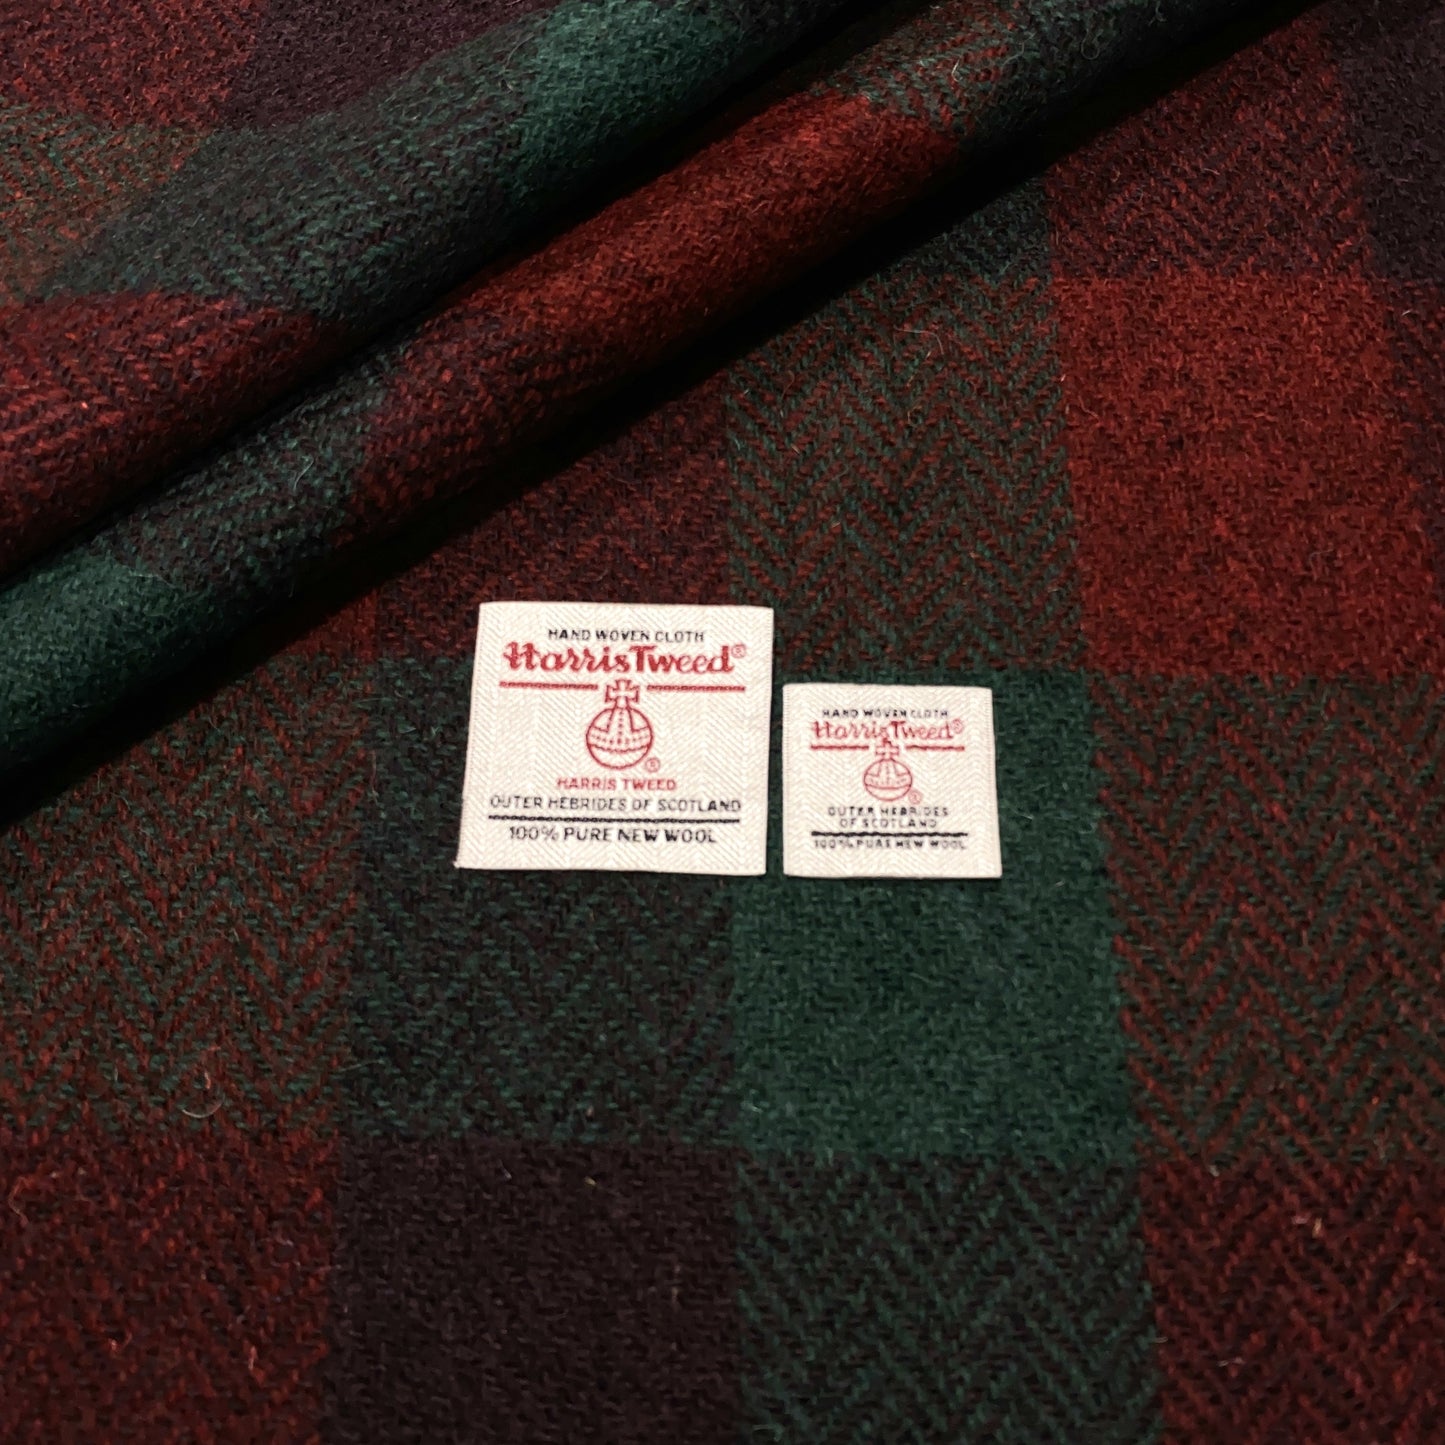 HAND WOVEN CLOTH
Harris Tweed®
®
HARRIS TWEED
OUTER HEBRIDES OF SCOTLAND
100% PURE NEW WOOL
HAND WOVEN CLOTH
Harris Tweed®
®
OUTER HEBRIDES
OF SCOTLAND
100% PURE NEW WOOL